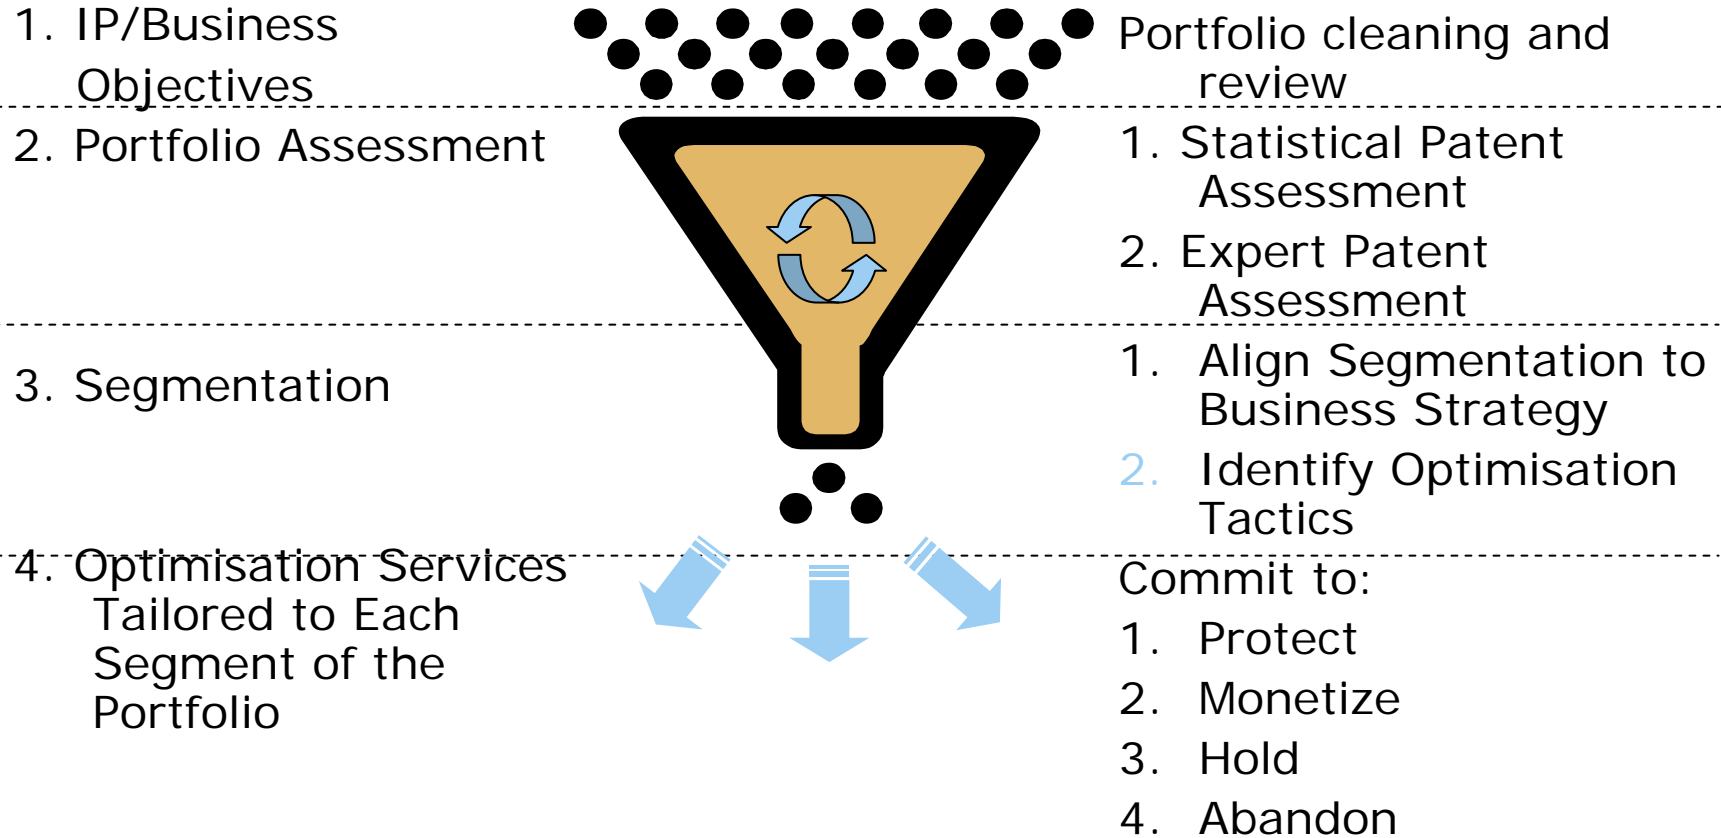 1. IP/Business
Objectives
Portfolio cleaning and
review
2. Portfolio Assessment
1. Statistical Patent
Assessment
2. Expert Patent
Assessment
3. Segmentation
1. Align Segmentation to
Business Strategy
2. Identify Optimisation
Tactics
4. Optimisation Services
Tailored to Each
Segment of the
Portfolio
Commit to:
1. Protect
2. Monetize
3. Hold
4. Abandon